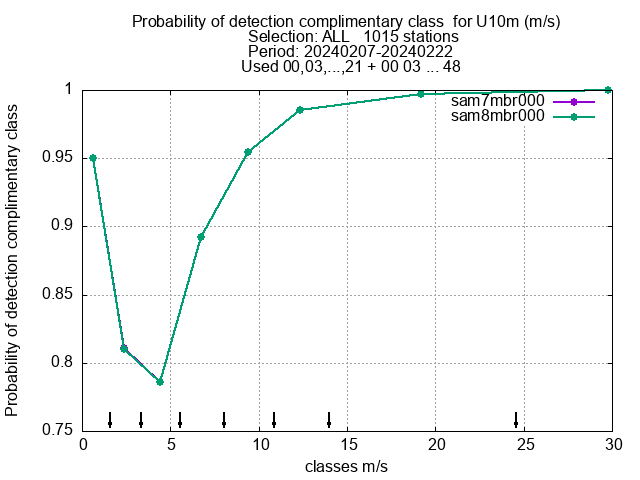 Probability of detection complimentary class  for U10m (m/s)
Selection: ALL   1015 stations
Period: 20240207-20240222
Used 00,03,...,21 + 00 03 ... 48
Probability of detection complimentary class
1
0.95
0.9
0.85
0.8
0.75
sam7mbr000
sam8mbr000
0 5 10 15 20 25 30
classes m/s